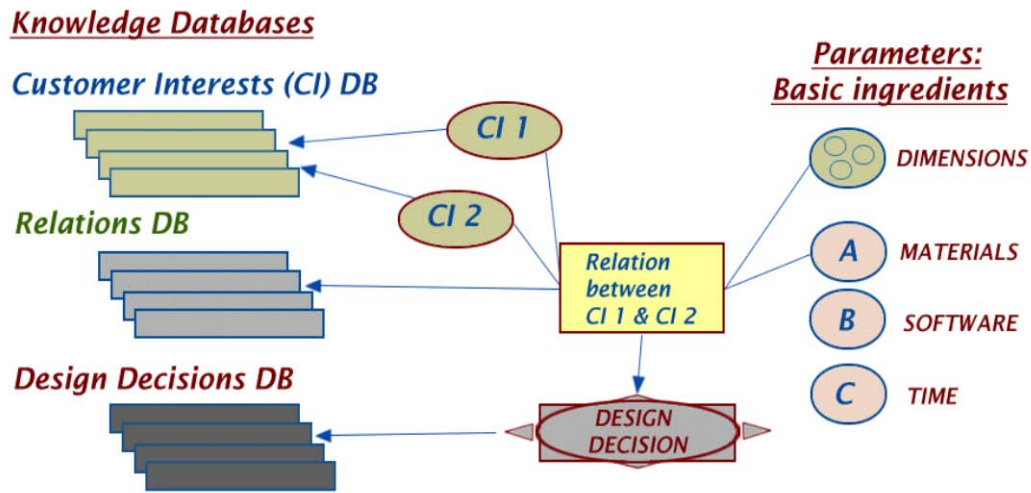 Knowledge Databases
Customer Interests (CI) DB
CI 1
CI 2
Relations DB
Relation
between
CI 1 & CI 2
Design Decisions DB
DESIGN
DECISION
Parameters:
Basic ingredients
DIMENSIONS
A
MATERIALS
B
SOFTWARE
C
TIME